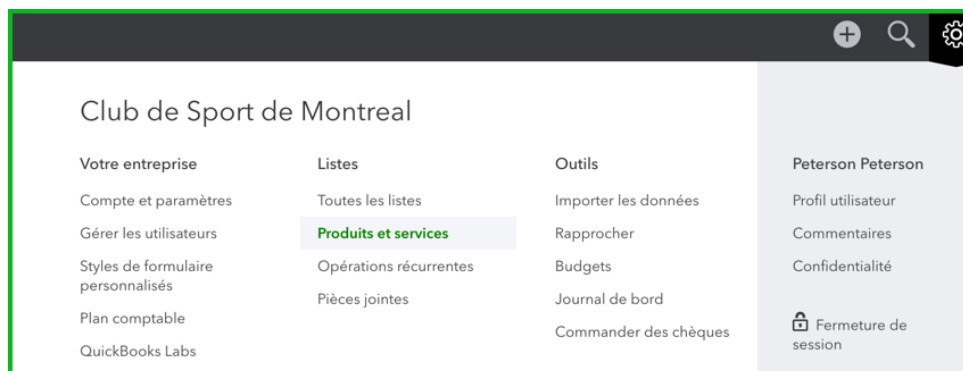 Club de Sport de Montreal
Votre entreprise
Compte et paramètres
Gérer les utilisateurs
Styles de formulaire
personnalisés
Plan comptable
QuickBooks Labs
Listes
Toutes les listes
Produits et services
Opérations récurrentes
Pièces jointes
Outils
Importer les données
Rapprocher
Budgets
Journal de bord
Commander des chèques
Peterson Peterson
Profil utilisateur
Commentaires
Confidentialité
Fermeture de
session